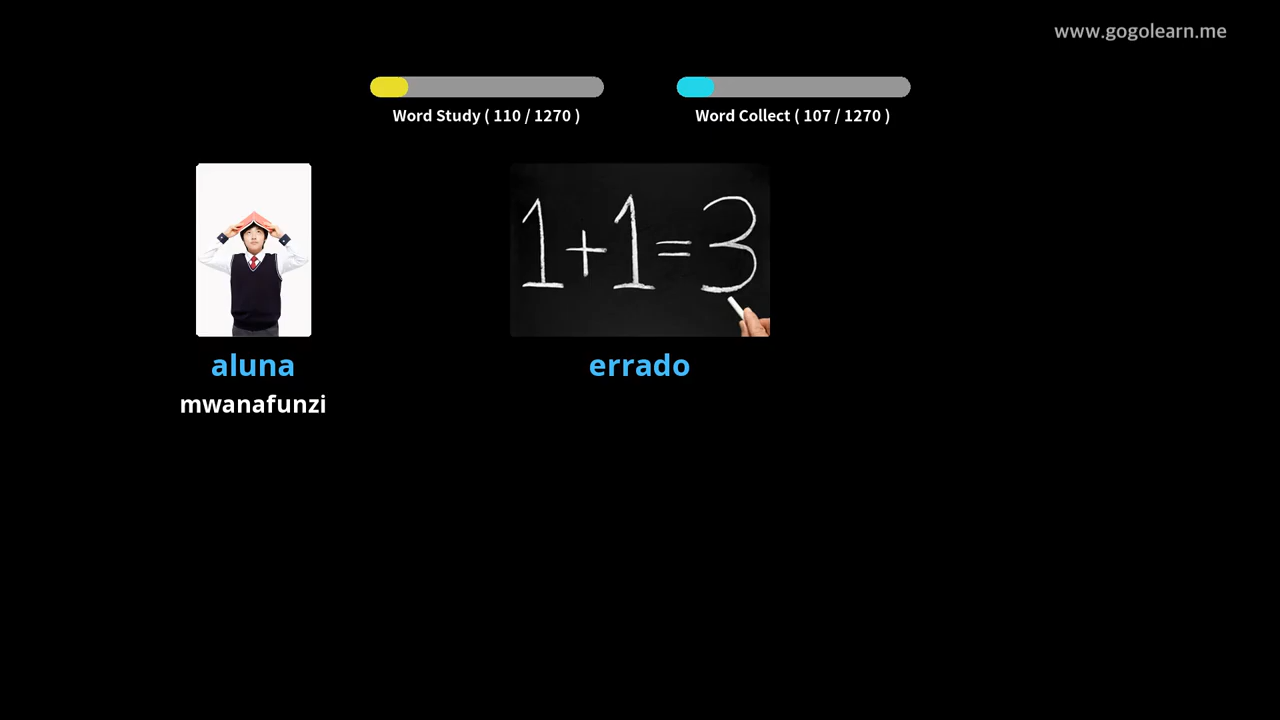 www.gogolearn.me
Word Study ( 110 / 1270 )
Word Collect ( 107 / 1270 )
1+1=3
aluna
errado
mwanafunzi